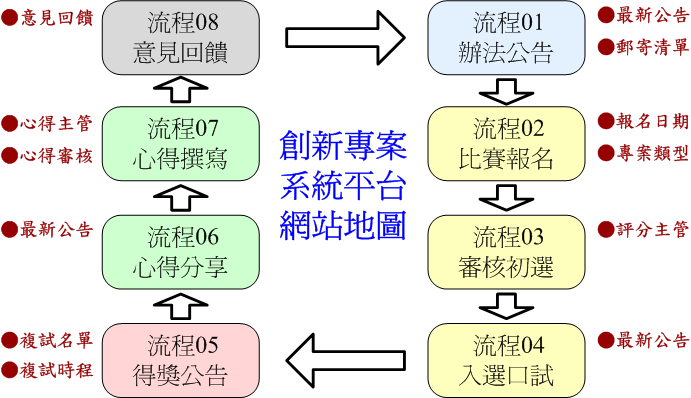 意見回饋
流程08
意見回饋
流程01
辦法公告
最新公告
郵寄清單
心得主管
心得審核
流程07
心得撰寫
創新專案
系統平台
網站地圖
流程02
比賽報名
報名日期
專案類型
最新公告
流程06
心得分享
流程03
審核初選
評分主管
複試名單
複試時程
流程05
得獎公告
流程04
入選口試
最新公告